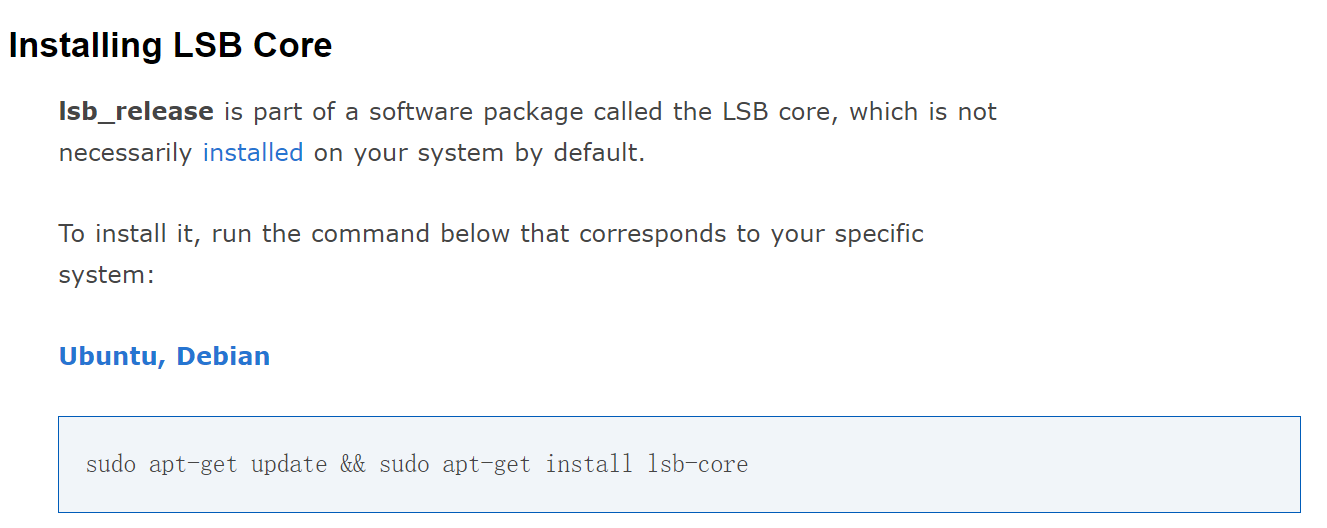 Installing LSB Core
lsb_release is part of a software package called the LSB core, which is not
necessarily installed on your system by default.
To install it, run the command below that corresponds to your specific
system:
Ubuntu, Debian
sudo apt-get update && sudo apt-get install lsb-core